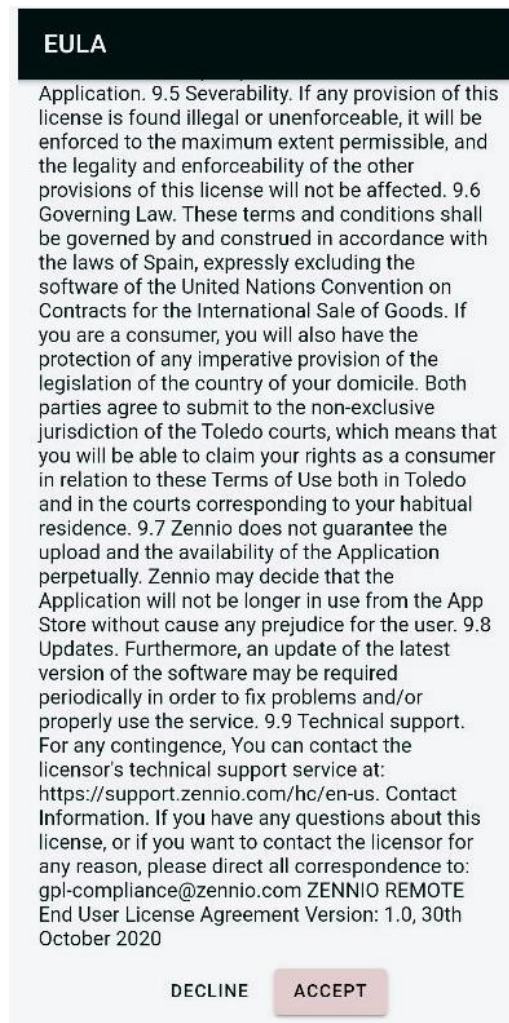 EULA
Application. 9.5 Severability. If any provision of this
license is found illegal or unenforceable, it will be
enforced to the maximum extent permissible, and
the legality and enforceability of the other
provisions of this license will not be affected. 9.6
Governing Law. These terms and conditions shall
be governed by and construed in accordance with
the laws of Spain, expressly excluding the
software of the United Nations Convention on
Contracts for the International Sale of Goods. If
you are a consumer, you will also have the
protection of any imperative provision of the
legislation of the country of your domicile. Both
parties agree to submit to the non-exclusive
jurisdiction of the Toledo courts, which means that
you will be able to claim your rights as a consumer
in relation to these Terms of Use both in Toledo
and in the courts corresponding to your habitual
residence. 9.7 Zennio does not guarantee the
upload and the availability of the Application
perpetually. Zennio may decide that the
Application will not be longer in use from the App
Store without cause any prejudice for the user. 9.8
Updates. Furthermore, an update of the latest
version of the software may be required
periodically in order to fix problems and/or
properly use the service. 9.9 Technical support.
For any contingence, You can contact the
licensor's technical support service at:
https://support.zennio.com/hc/en-us. Contact
Information. If you have any questions about this
license, or if you want to contact the licensor for
any reason, please direct all correspondence to:
gpl-compliance@zennio.com ZENNIO REMOTE
End User License Agreement Version: 1.0, 30th
October 2020
DECLINE ACCEPT